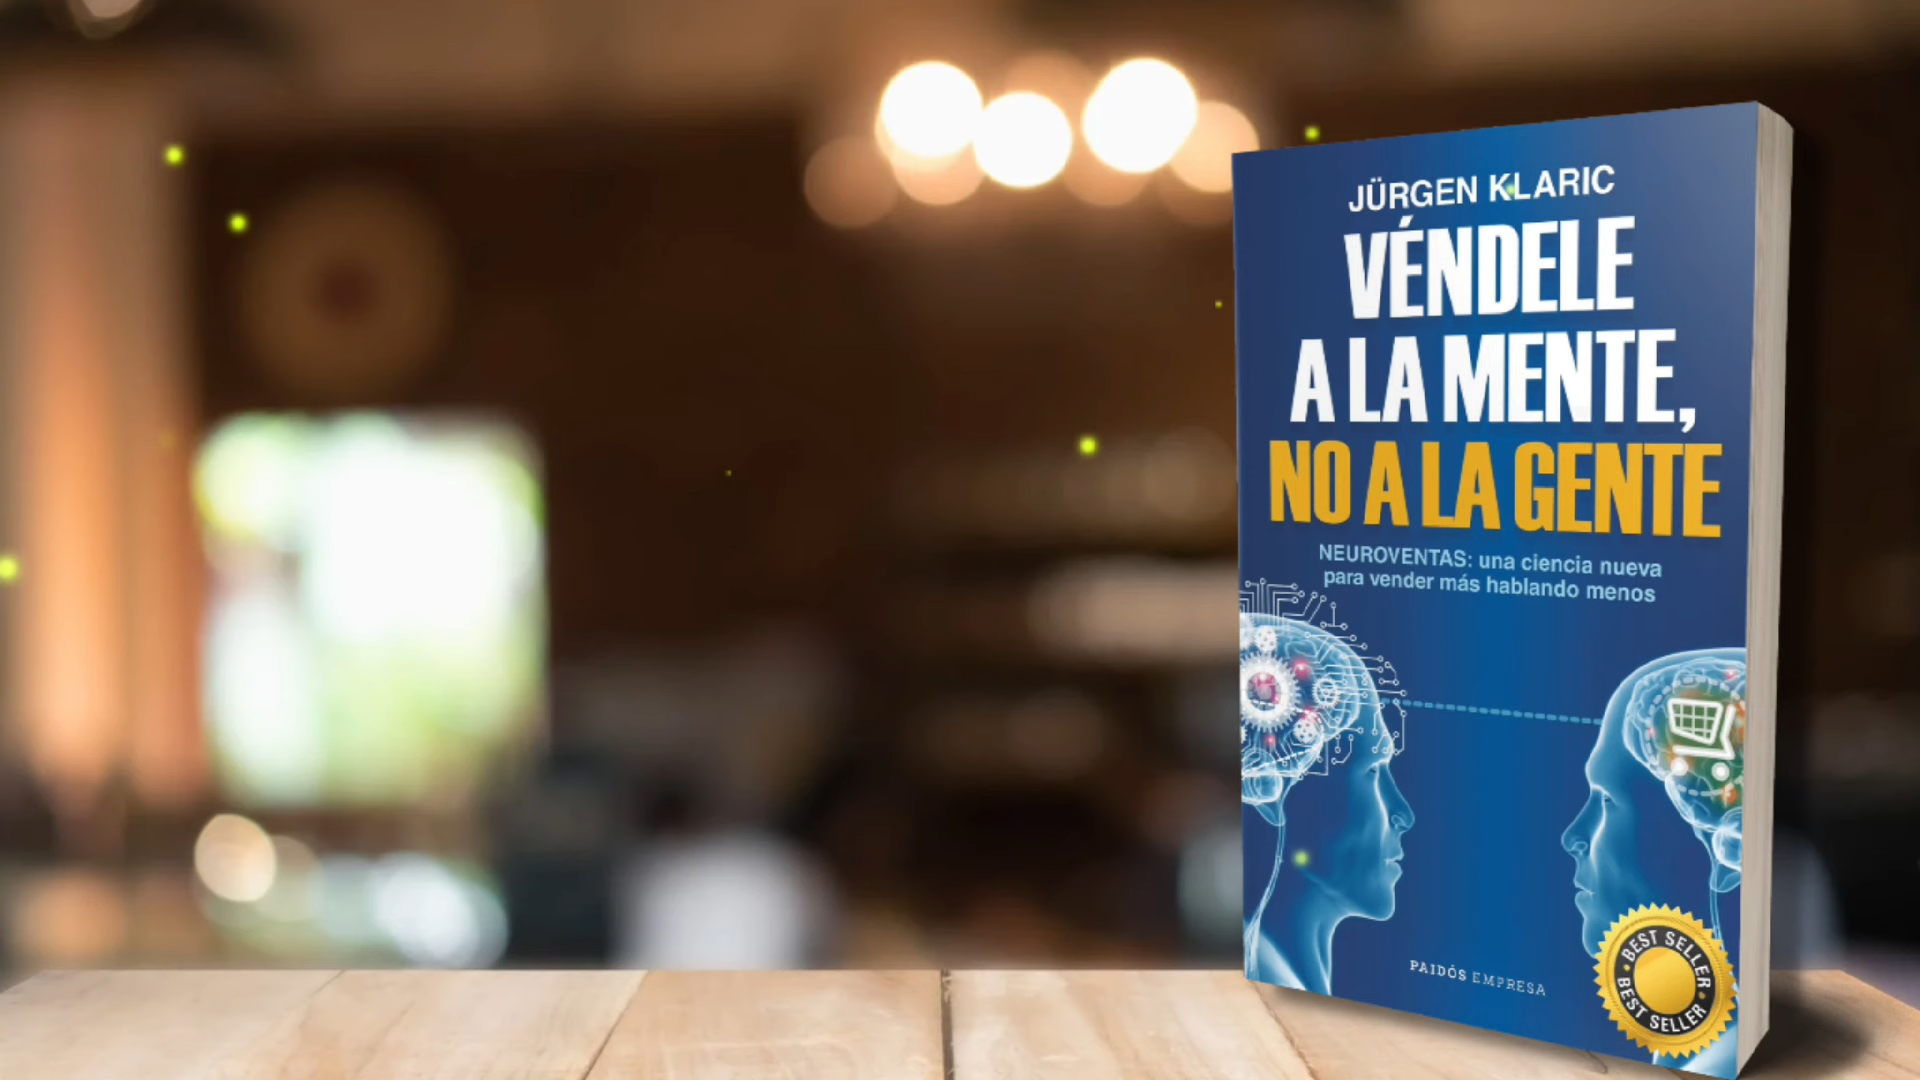 JÜRGEN KLARIC
VÉNDELE
A LA MENTE,
NO A LA GENTE
NEUROVENTAS: una ciencia nueva
para vender más hablando menos
PAIDÓS EMPRESA
BEST SELLER
BEST SELLER